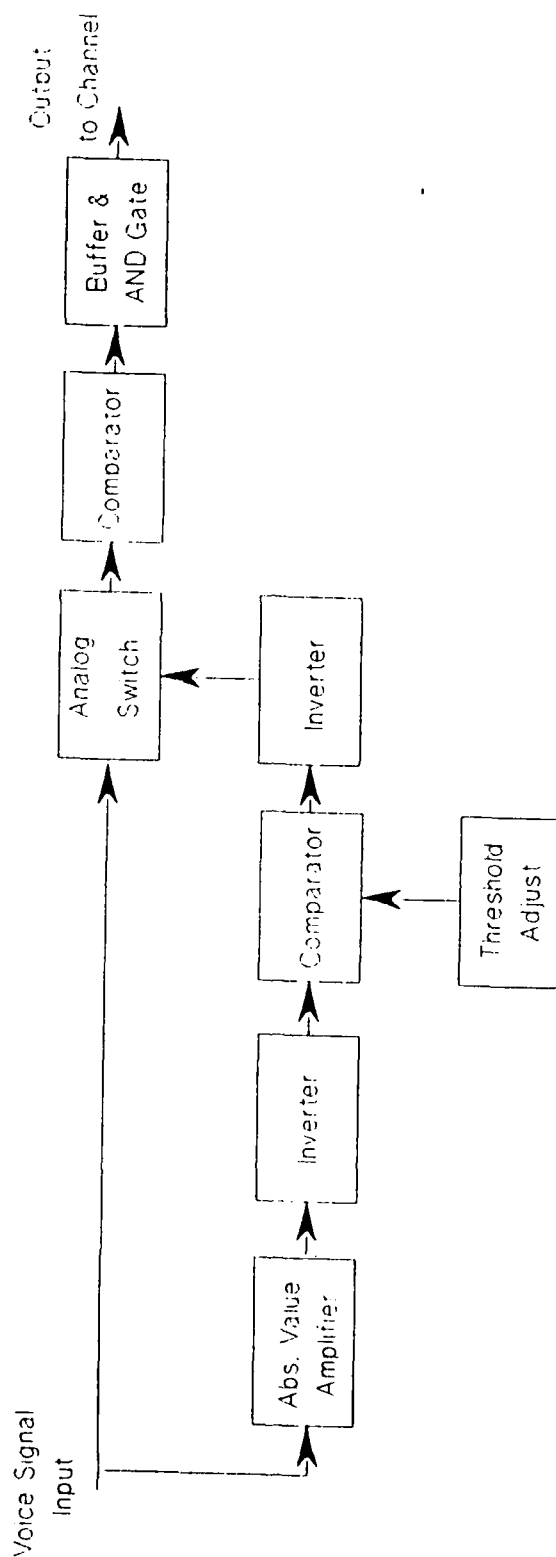 Voice Signal
Input
Abs. Value
Amplifier
Inverter
Comparator
Threshold
Adjust
Inverter
Analog
Switch
Comparator
Buffer &
AND Gate
Output
to Channel